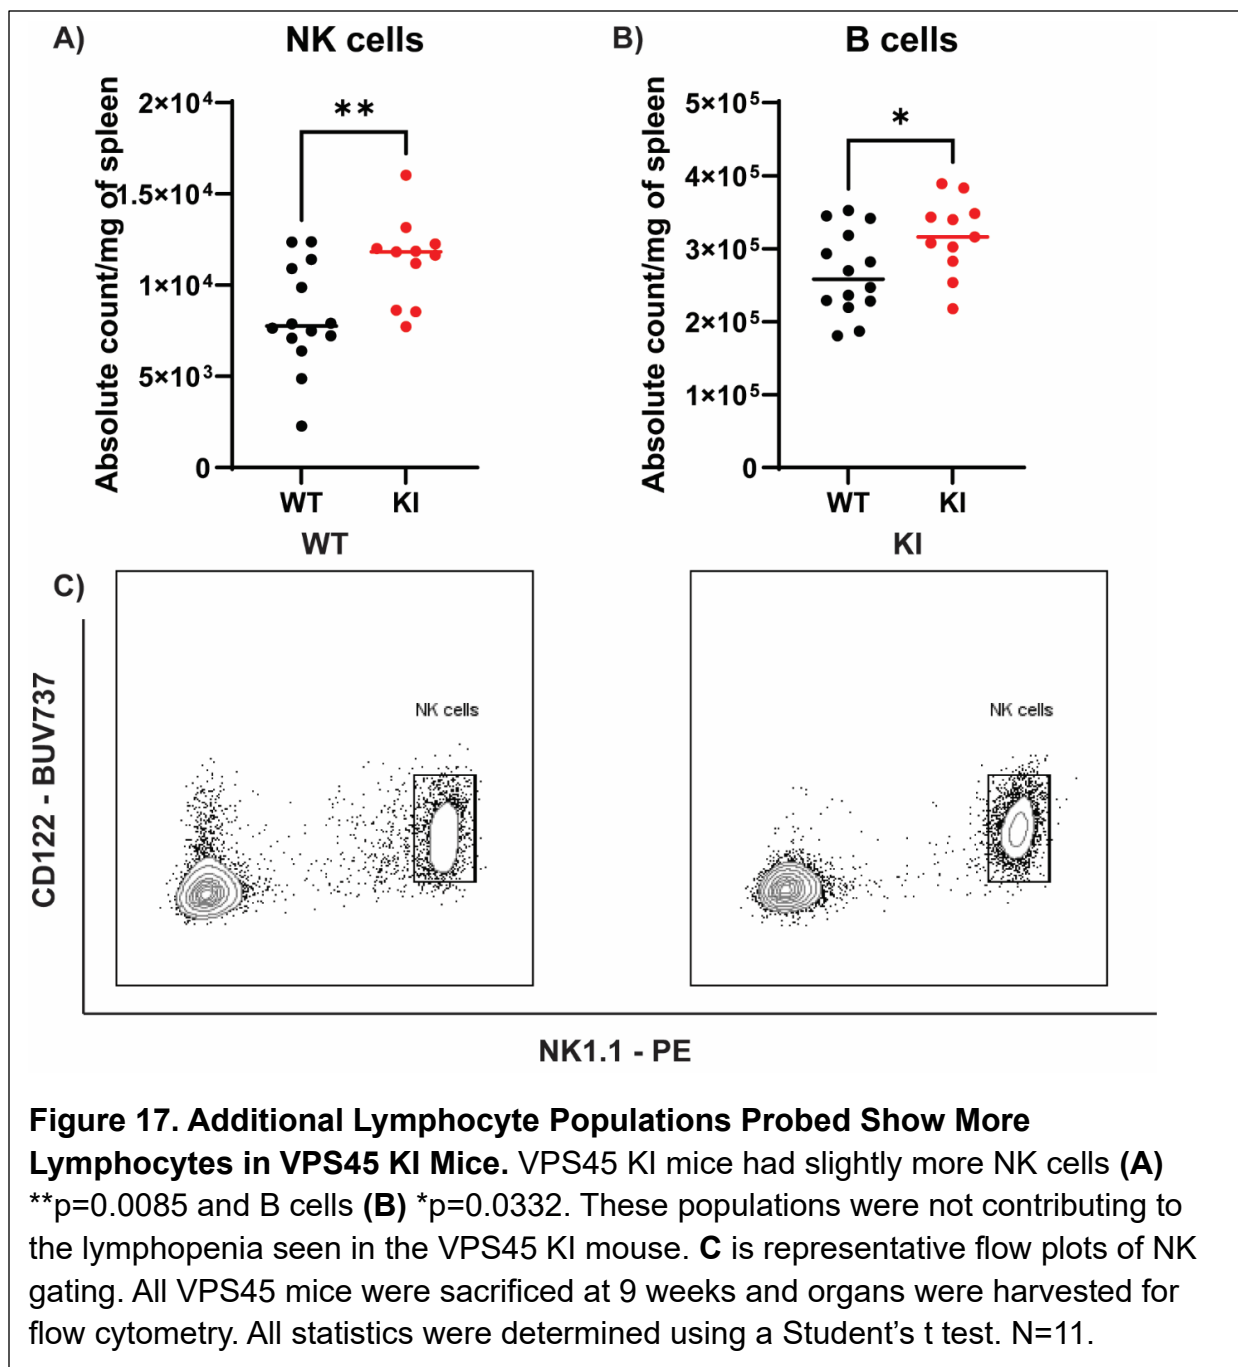 A)
NK cells
Absolute count/mg of spleen
2×10⁴
1.5×10⁴
1×10⁴
5×10³
0
**
WT
KI
B)
B cells
Absolute count/mg of spleen
5×10⁵
4×10⁵
3×10⁵
2×10⁵
1×10⁵
0
*
WT
KI
C)
WT
KI
CD122 - BUV737
NK cells
NK cells
NK1.1 - PE
Figure 17. Additional Lymphocyte Populations Probed Show More
Lymphocytes in VPS45 KI Mice. VPS45 KI mice had slightly more NK cells (A)
**p=0.0085 and B cells (B) *p=0.0332. These populations were not contributing to
the lymphopenia seen in the VPS45 KI mouse. C is representative flow plots of NK
gating. All VPS45 mice were sacrificed at 9 weeks and organs were harvested for
flow cytometry. All statistics were determined using a Student’s t test. N=11.